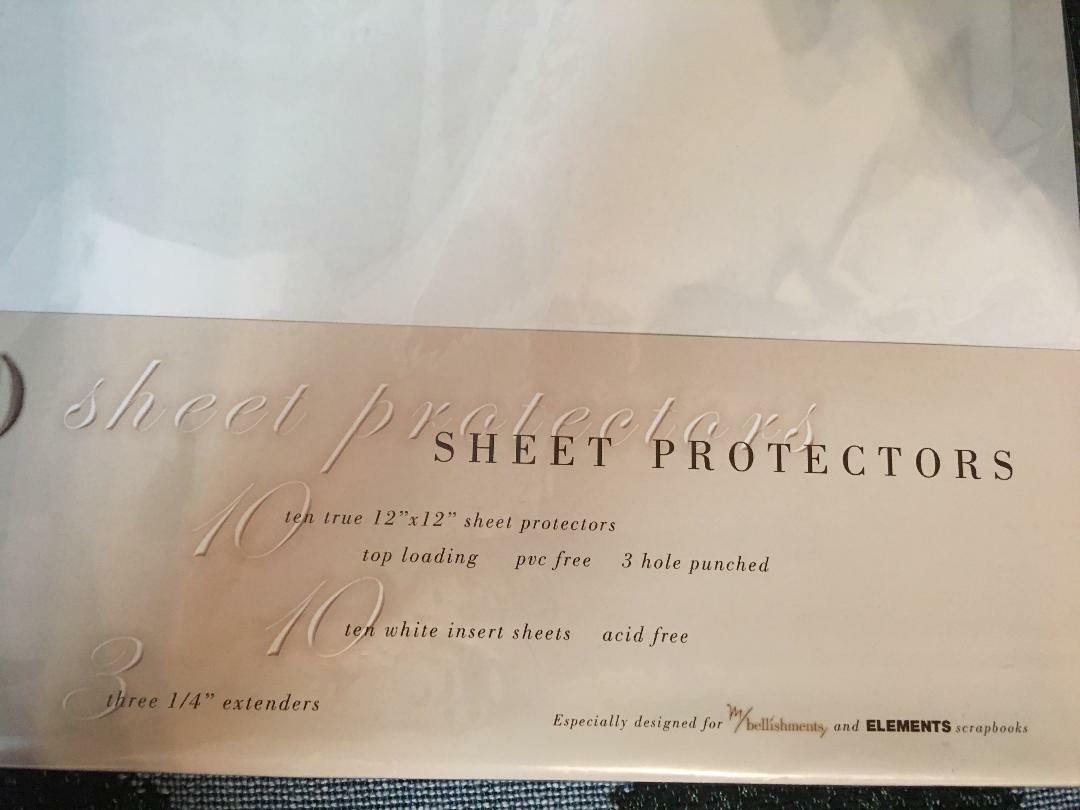 sheet protectors
SHEET PROTECTORS
10 ten true 12”x12” sheet protectors
top loading pvc free 3 hole punched
10 ten white insert sheets acid free
3 three 1/4” extenders
Especially designed for m/bellishments and ELEMENTS scrapbooks